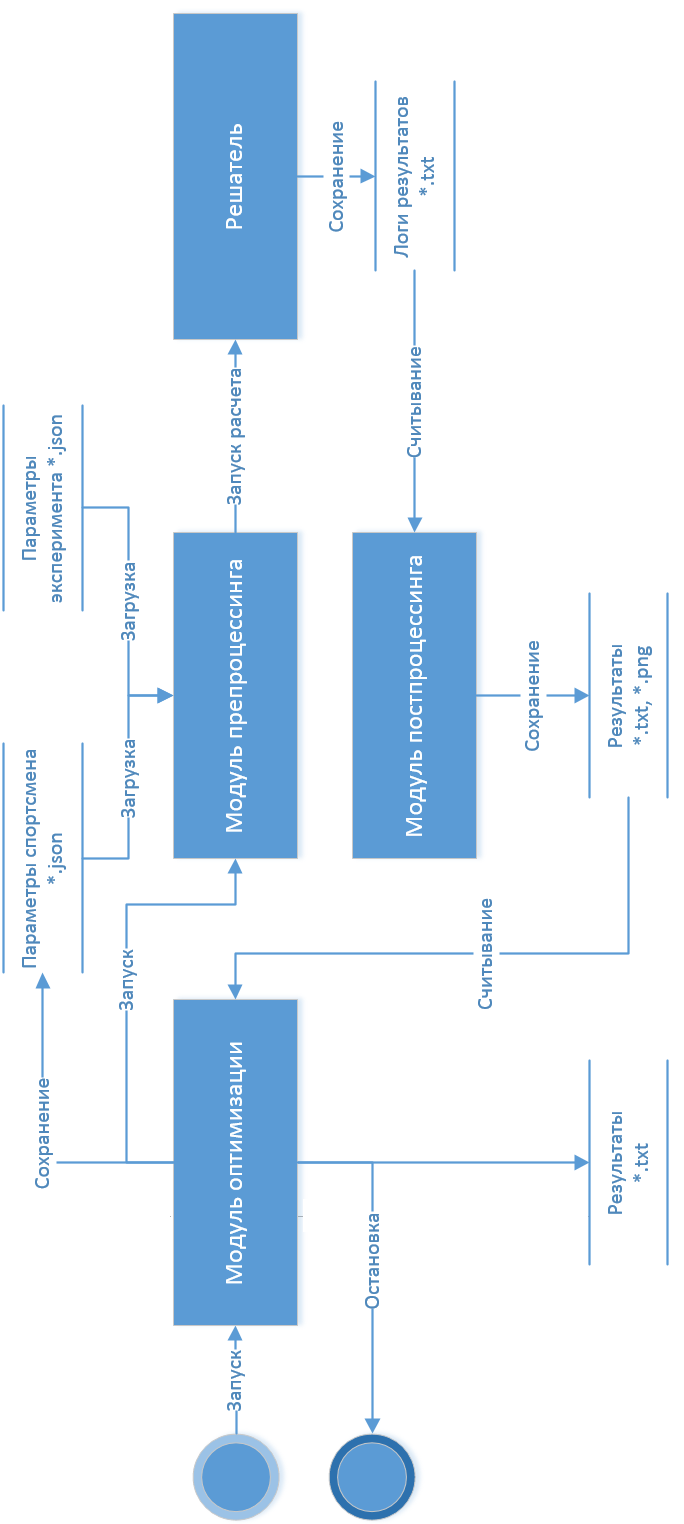 Запуск
Модуль оптимизации
Остановка
Сохранение
Запуск
Параметры спортсмена
*.json
Параметры
эксперимента *.json
Загрузка
Загрузка
Модуль препроцессинга
Запуск расчета
Решатель
Сохранение
Логи результатов
*.txt
Считывание
Модуль постпроцессинга
Сохранение
Результаты
*.txt, *.png
Считывание
Результаты
*.txt